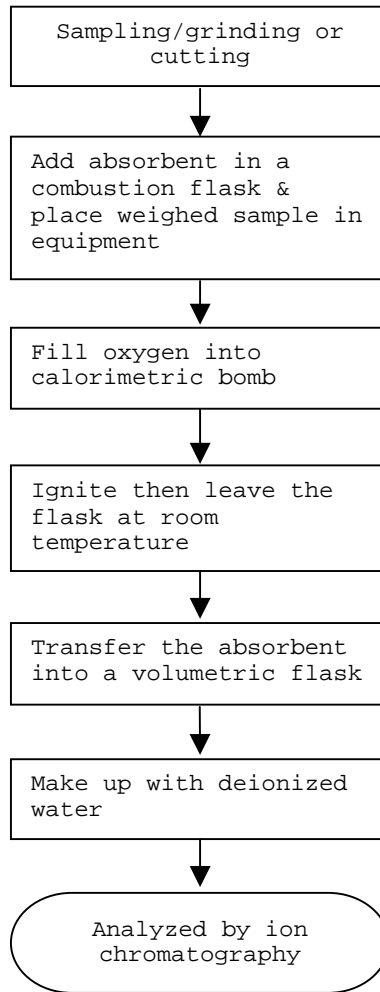 Sampling/grinding or
cutting
Add absorbent in a
combustion flask &
place weighed sample in
equipment
Fill oxygen into
calorimetric bomb
Ignite then leave the
flask at room
temperature
Transfer the absorbent
into a volumetric flask
Make up with deionized
water
Analyzed by ion
chromatography